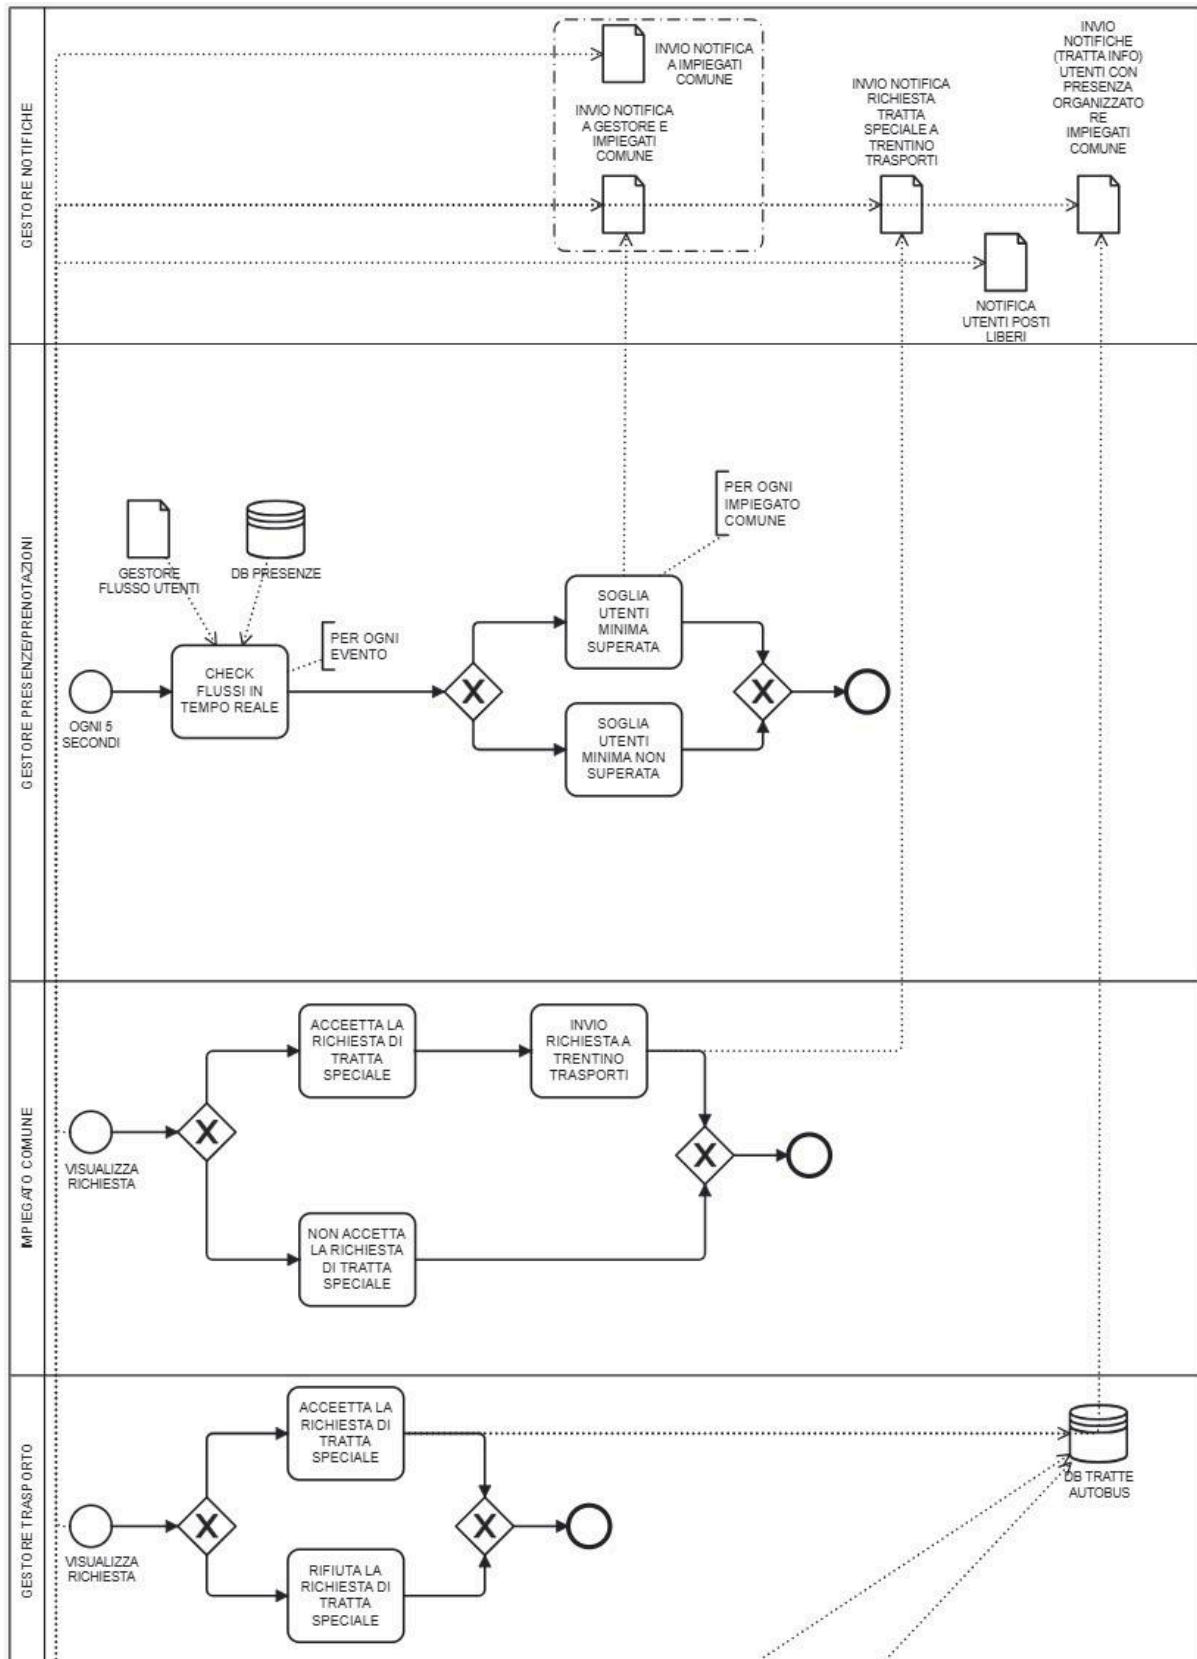 GESTORE NOTIFICHE
INVIO NOTIFICA
A IMPIEGATI
COMUNE
INVIO NOTIFICA
A GESTORE E
IMPIEGATI
COMUNE
INVIO NOTIFICA
RICHIESTA
TRATTA
SPECIALE A
TRENTINO
TRASPORTI
INVIO
NOTIFICHE
(TRATTA INFO)
UTENTI CON
PRESENZA
ORGANIZZATO
RE
IMPIEGATI
COMUNE
NOTIFICA
UTENTI POSTI
LIBERI
GESTORE PRESENZE/PRENOTAZIONI
GESTORE
FLUSSO UTENTI
DB PRESENZE
PER OGNI
EVENTO
PER OGNI
IMPIEGATO
COMUNE
OGNI 5
SECONDI
CHECK
FLUSSI IN
TEMPO REALE
SOGLIA
UTENTI
MINIMA
SUPERATA
SOGLIA
UTENTI
MINIMA NON
SUPERATA
IMPIEGATO COMUNE
VISUALIZZA
RICHIESTA
ACCEETTA LA
RICHIESTA DI
TRATTA
SPECIALE
INVIO
RICHIESTA A
TRENTINO
TRASPORTI
NON ACCETTA
LA RICHIESTA
DI TRATTA
SPECIALE
GESTORE TRASPORTO
VISUALIZZA
RICHIESTA
ACCEETTA LA
RICHIESTA DI
TRATTA
SPECIALE
RIFIUTA LA
RICHIESTA DI
TRATTA
SPECIALE
DB TRATTE
AUTOBUS